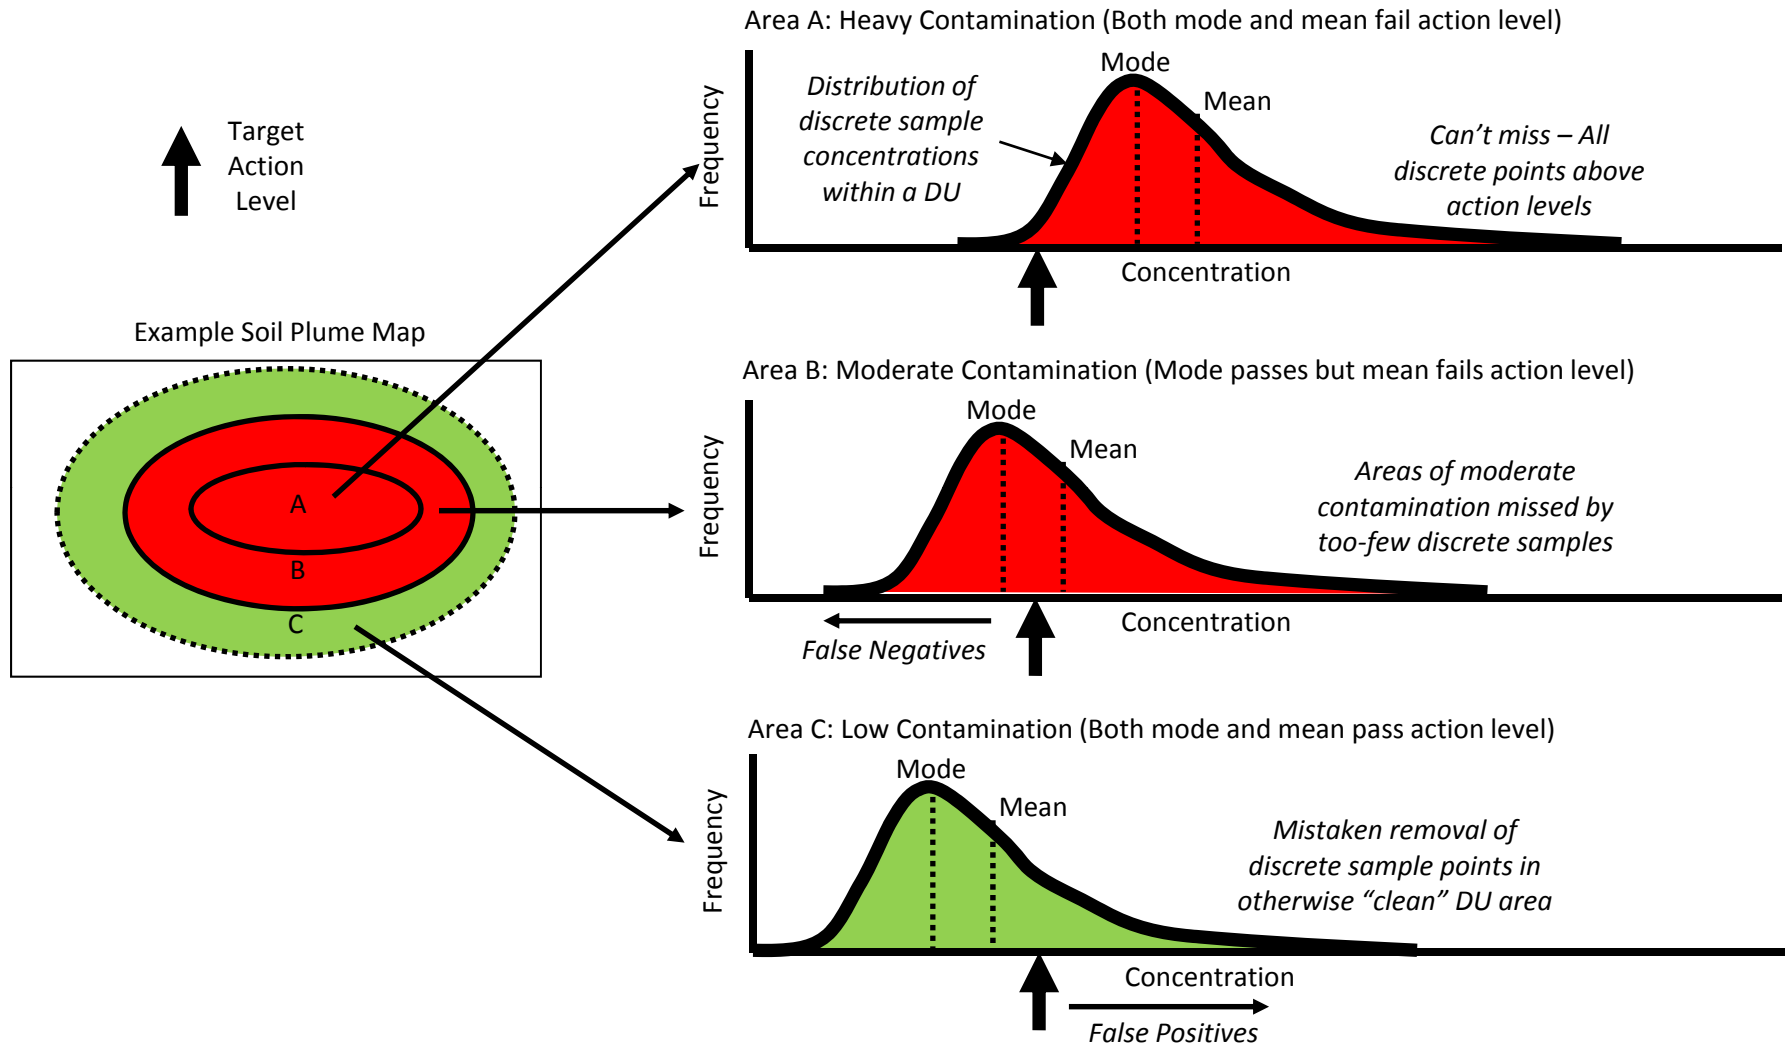 Target
Action
Level
Example Soil Plume Map
A
B
C
Area A: Heavy Contamination (Both mode and mean fail action level)
Frequency
Distribution of
discrete sample
concentrations
within a DU
Mode
Mean
Can’t miss – All
discrete points above
action levels
Concentration
Area B: Moderate Contamination (Mode passes but mean fails action level)
Frequency
Mode
Mean
Areas of moderate
contamination missed by
too-few discrete samples
Concentration
False Negatives
Area C: Low Contamination (Both mode and mean pass action level)
Frequency
Mode
Mean
Mistaken removal of
discrete sample points in
otherwise “clean” DU area
Concentration
False Positives